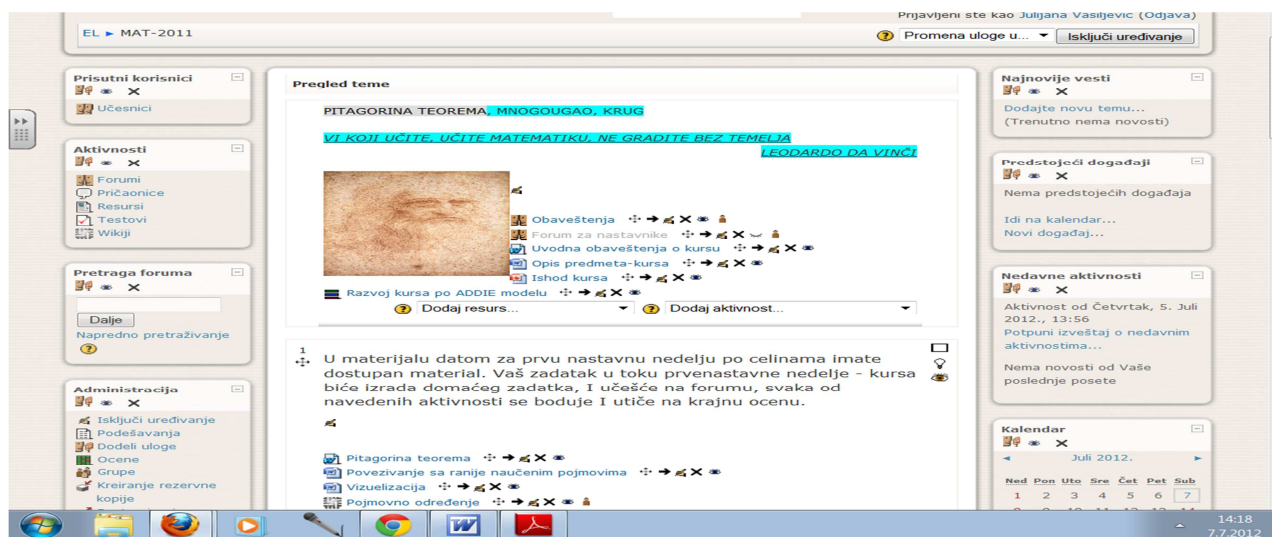 Prijavljeni ste kao Julijana Vasiljevic (Odjava)
EL ► MAT-2011
Promena uloge u...
Isključi uređivanje
Prisutni korisnici
Učesnici
Aktivnosti
Forumi
Pričaonice
Resursi
Testovi
Wikiji
Pretraga foruma
Dalje
Napredno pretraživanje
Administracija
Isključi uređivanje
Podešavanja
Dodeli uloge
Ocene
Grupe
Kreiranje rezervne
kopije
Pregled teme
PITAGORINA TEOREMA, MNOGOUGAO, KRUG
VI KOJI UČITE, UČITE MATEMATIKU, NE GRADITE BEZ TEMELJA
LEODARDO DA VINČI
Obaveštenja
Forum za nastavnike
Uvodna obaveštenja o kursu
Opis predmeta-kursa
Ishod kursa
Razvoj kursa po ADDIE modelu
Dodaj resurs...
Dodaj aktivnost...
1
U materijalu datom za prvu nastavnu nedelju po celinama imate
dostupan material. Vaš zadatak u toku prvenastavne nedelje - kursa
biće izrada domaćeg zadatka, I učešće na forumu, svaka od
navedenih aktivnosti se boduje I utiče na krajnu ocenu.
Pitagorina teorema
Povezivanje sa ranije naučenim pojmovima
Vizuelizacija
Pojmovno određenje
Najnovije vesti
Dodajte novu temu...
(Trenutno nema novosti)
Predstojeći događaji
Nema predstojećih događaja
Idi na kalendar...
Novi događaj...
Nedavne aktivnosti
Aktivnost od Četvrtak, 5. Juli
2012., 13:56
Potpuni izveštaj o nedavnim
aktivnostima...
Nema novosti od Vaše
poslednje posete
Kalendar
◄ Juli 2012. ►
Ned Pon Uto Sre Čet Pet Sub
1 2 3 4 5 6 7
8 9 10 11 12 13 14
14:18
7.7.2012